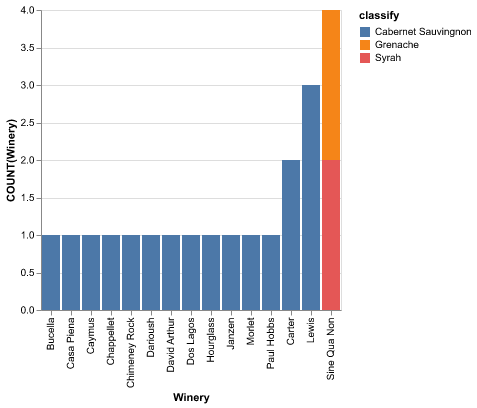 classify
Cabernet Sauvingnon
Grenache
Syrah
COUNT(Winery)
4.0
3.5
3.0
2.5
2.0
1.5
1.0
0.5
0.0
Bucella
Casa Piena
Caymus
Chappellet
Chimeney Rock
Darioush
David Arthur
Dos Lagos
Hourglass
Janzen
Morlet
Paul Hobbs
Carter
Lewis
Sine Qua Non
Winery